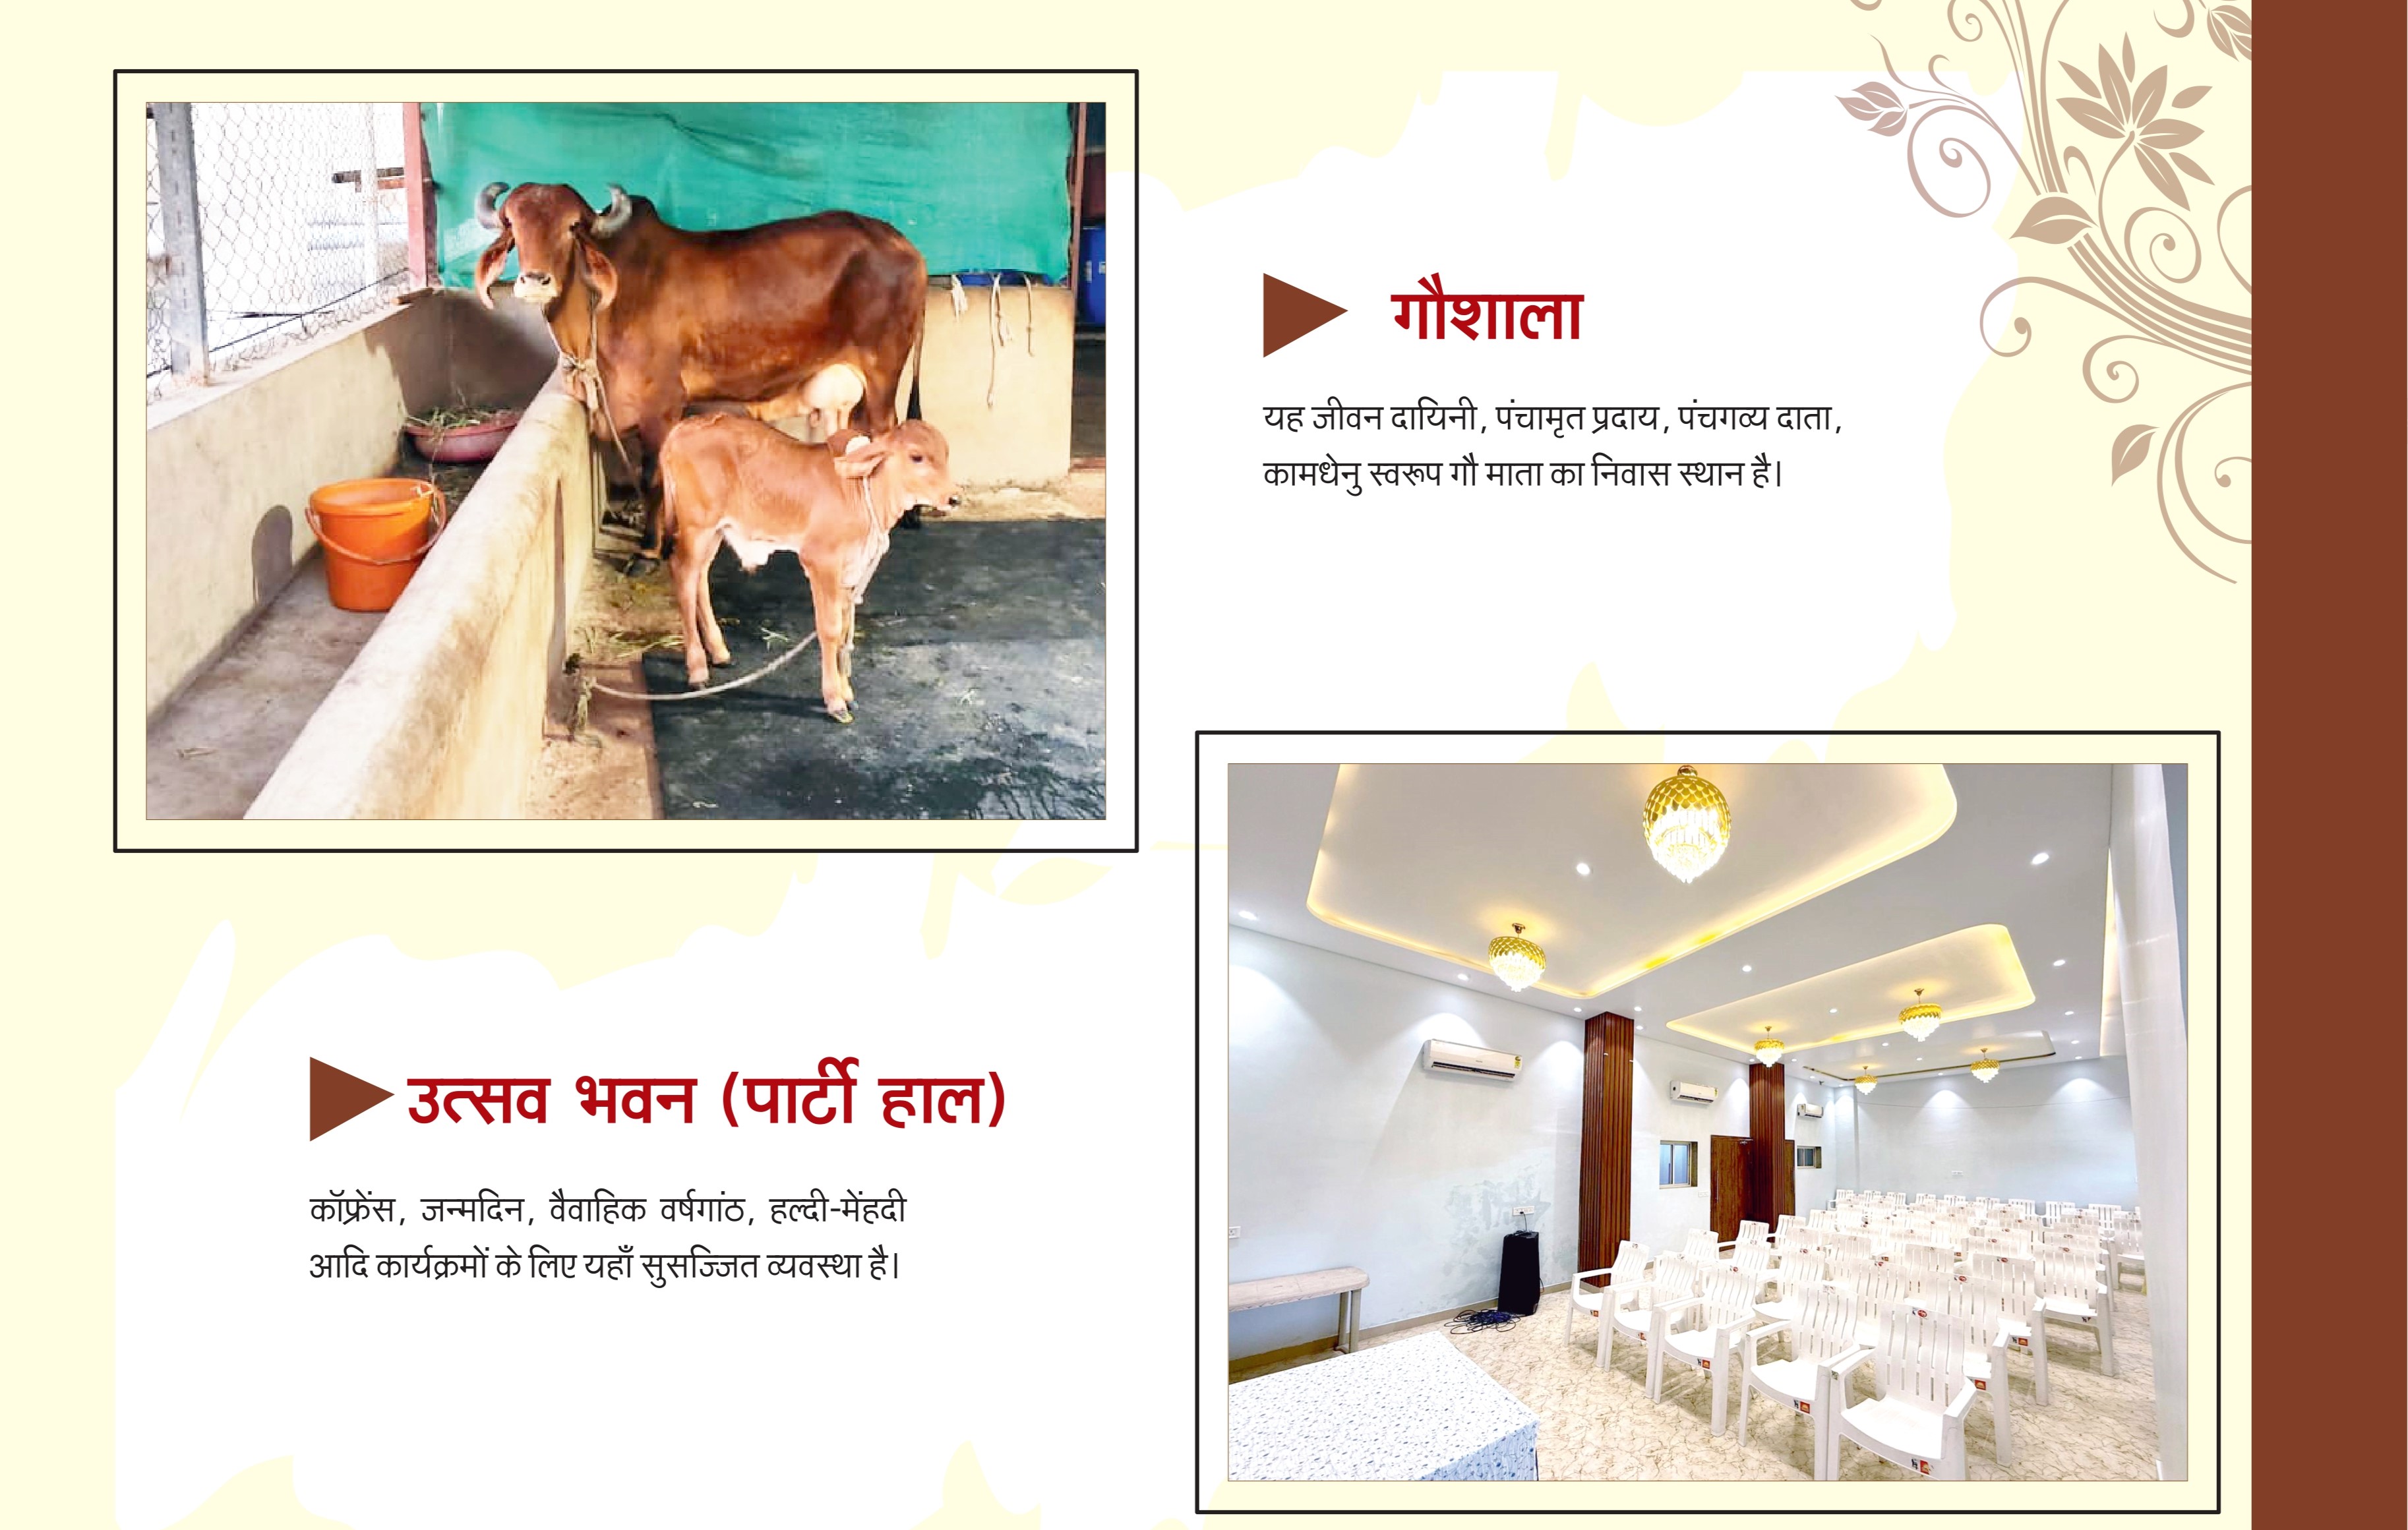 गौशाला
यह जीवन दायिनी, पंचामृत प्रदाय, पंचगव्य दाता,
कामधेनु स्वरूप गौ माता का निवास स्थान है।
उत्सव भवन (पार्टी हाल)
कॉफ्रेंस, जन्मदिन, वैवाहिक वर्षगांठ, हल्दी-मेंहदी
आदि कार्यक्रमों के लिए यहाँ सुसज्जित व्यवस्था है।